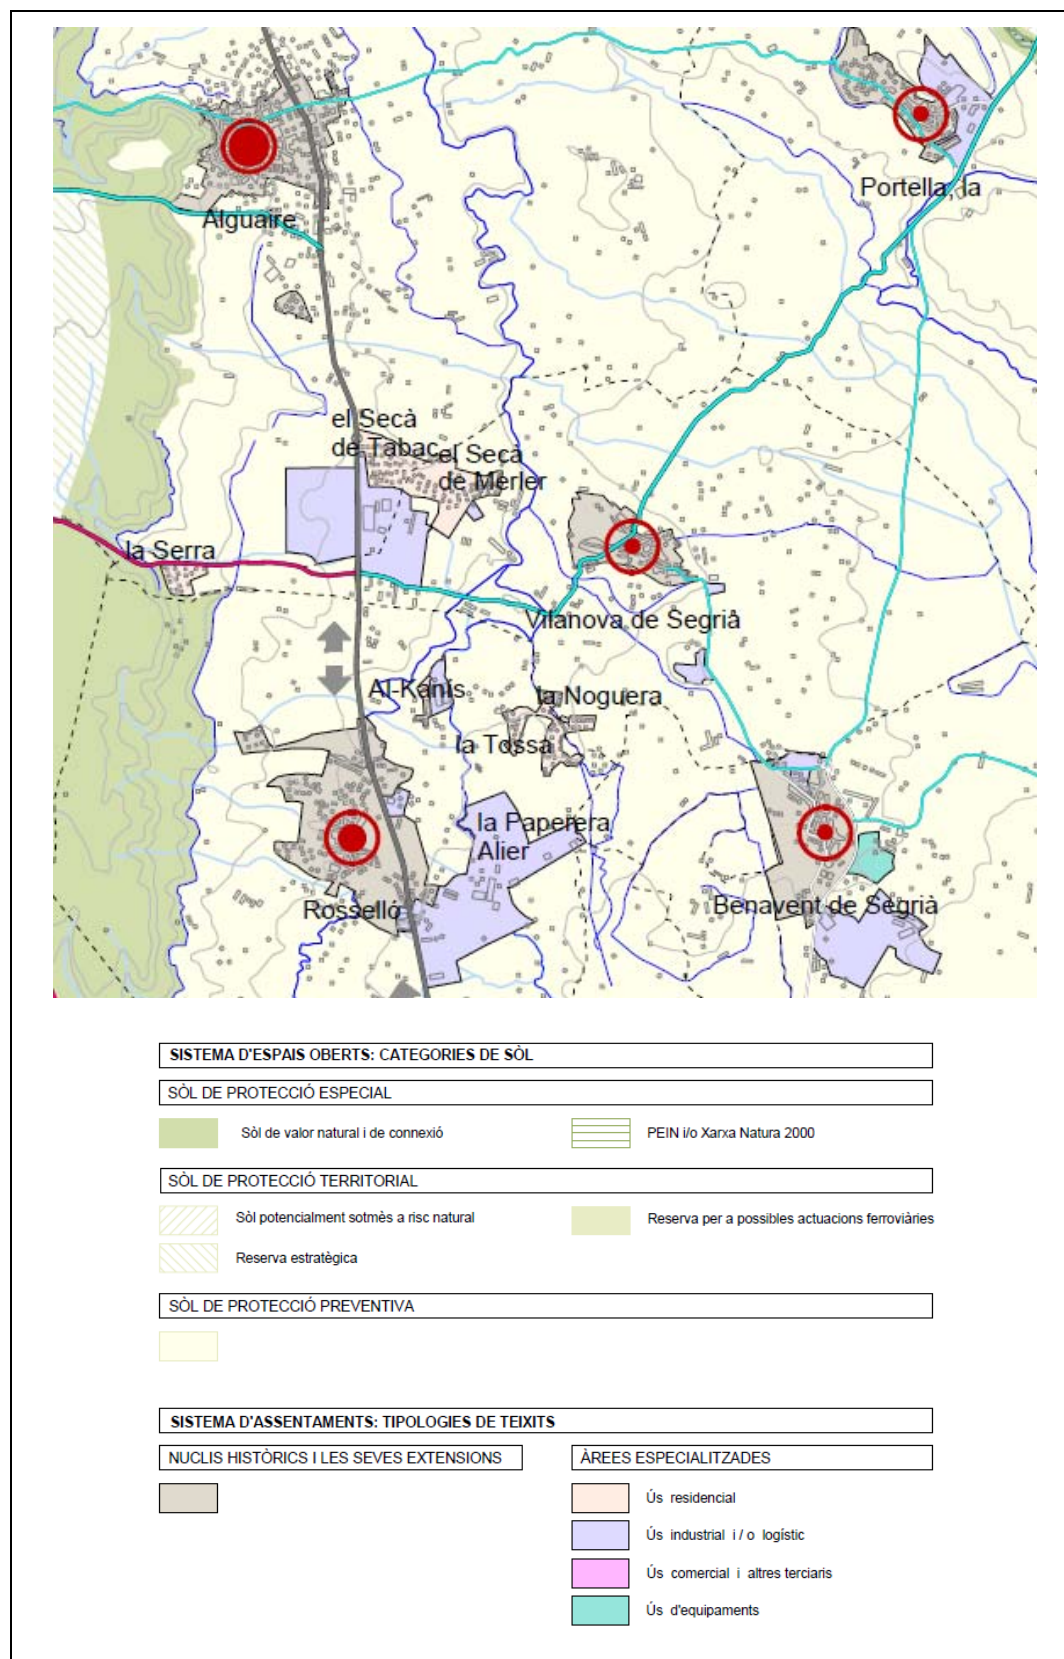 Portella, la
Alguaire
el Secà
de Tabac
el Secà
de Merler
la Serra
Vilanova de Segrià
Al-Kanís
la Noguera
la Tossa
la Paperera
Alier
Rosselló
Benavent de Segrià
SISTEMA D'ESPAIS OBERTS: CATEGORIES DE SÒL
SÒL DE PROTECCIÓ ESPECIAL
Sòl de valor natural i de connexió
PEIN i/o Xarxa Natura 2000
SÒL DE PROTECCIÓ TERRITORIAL
Sòl potencialment sotmès a risc natural
Reserva per a possibles actuacions ferroviàries
Reserva estratègica
SÒL DE PROTECCIÓ PREVENTIVA
SISTEMA D'ASSENTAMENTS: TIPOLOGIES DE TEIXITS
NUCLIS HISTÒRICS I LES SEVES EXTENSIONS
ÀREES ESPECIALITZADES
Ús residencial
Ús industrial i / o logístic
Ús comercial i altres terciaris
Ús d'equipaments